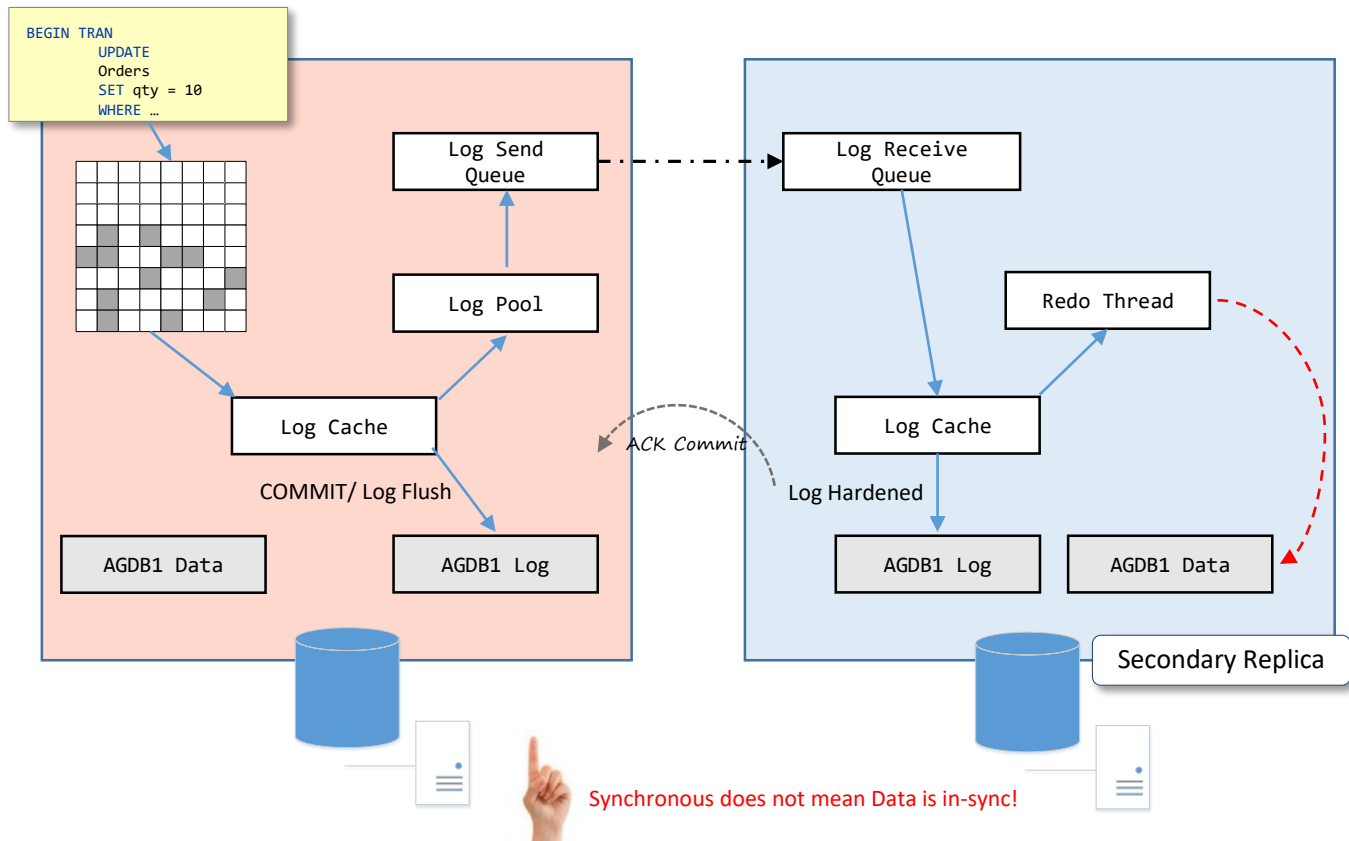 BEGIN TRAN
UPDATE
Orders
SET qty = 10
WHERE …
Log Send
Queue
Log Receive
Queue
Log Pool
Redo Thread
Log Cache
Log Cache
ACK Commit
COMMIT/ Log Flush
Log Hardened
AGDB1 Data
AGDB1 Log
AGDB1 Log
AGDB1 Data
Secondary Replica
Synchronous does not mean Data is in-sync!